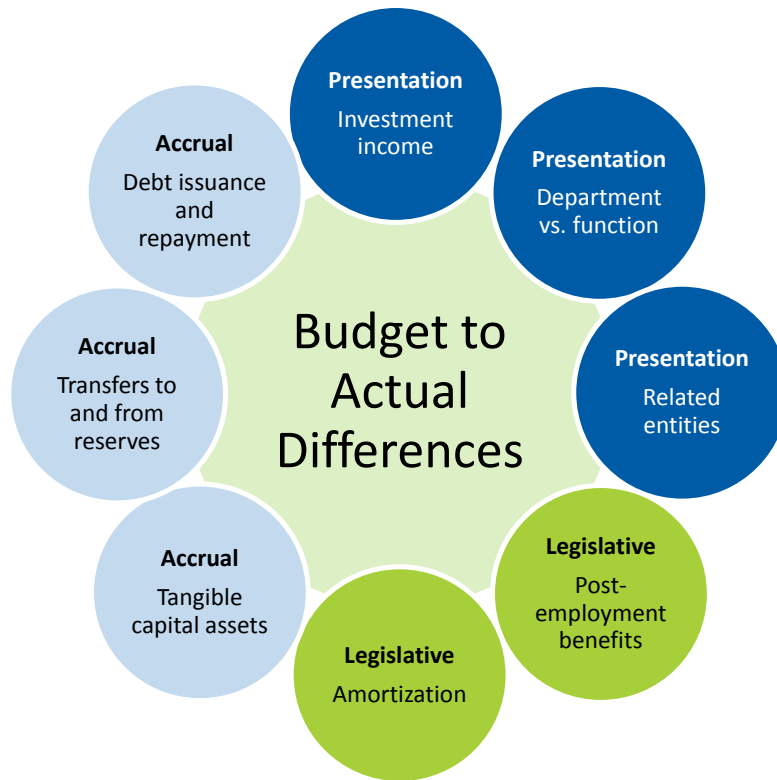 Presentation
Investment
income
Presentation
Department
vs. function
Presentation
Related
entities
Legislative
Post-
employment
benefits
Legislative
Amortization
Accrual
Tangible
capital assets
Accrual
Transfers to
and from
reserves
Accrual
Debt issuance
and
repayment
Budget to
Actual
Differences